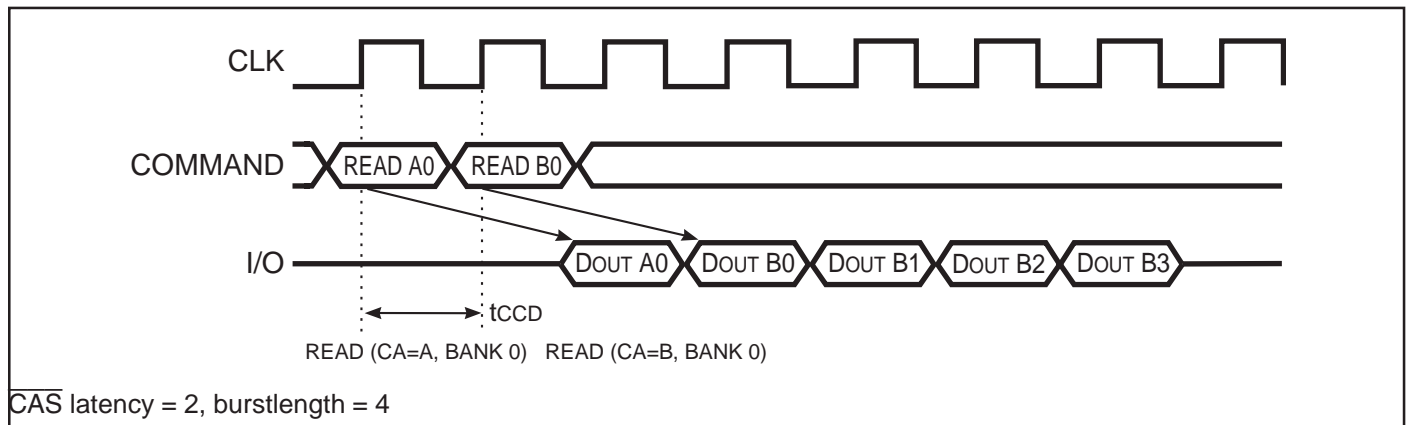 CLK
COMMAND READ A0 READ B0
I/O DOUT A0 DOUT B0 DOUT B1 DOUT B2 DOUT B3
tCCD
READ (CA=A, BANK 0) READ (CA=B, BANK 0)
CAS latency = 2, burstlength = 4